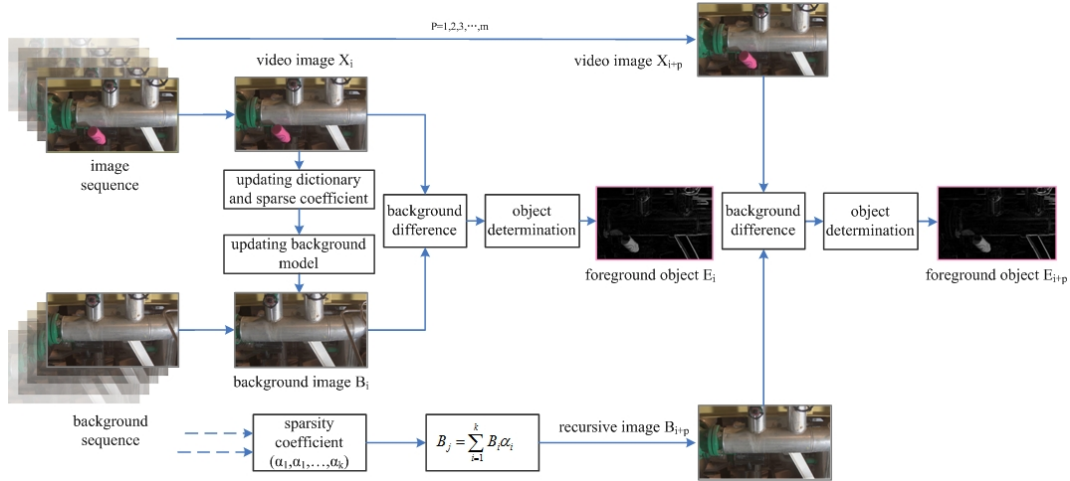 P=1,2,3,···,m
video image Xi
video image Xi+p
image
sequence
updating dictionary
and sparse coefficient
updating background
model
background
difference
object
determination
foreground object Ei
background
difference
object
determination
foreground object Ei+p
background image Bi
background
sequence
sparsity
coefficient
(α1,α1,...,αk)
Bj = ∑_{i=1}^{k} Biαi
recursive image Bi+p